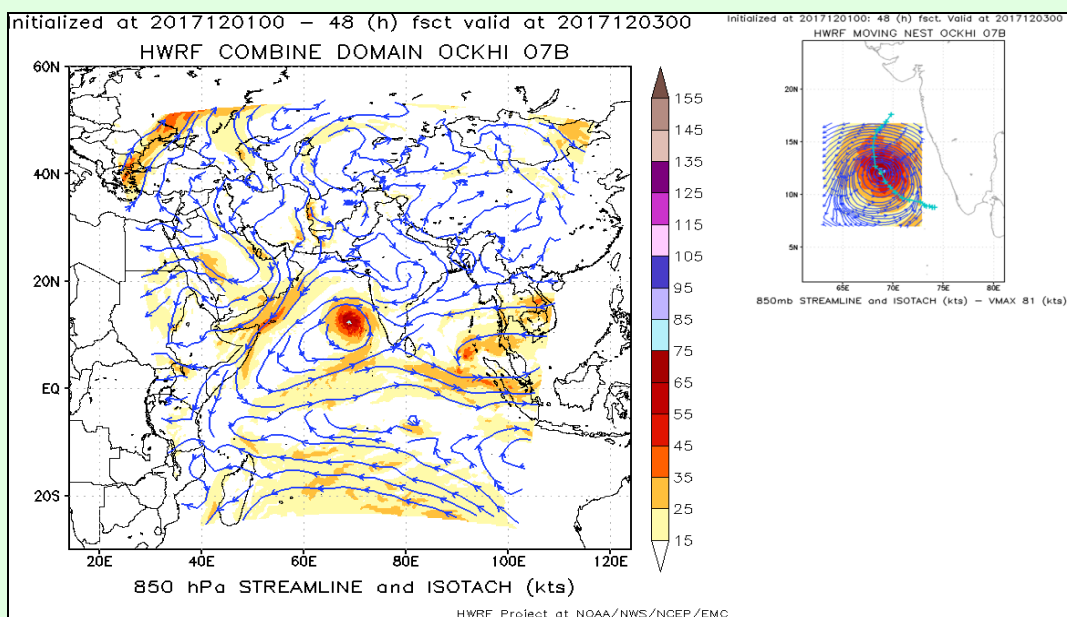 Initialized at 2017120100 — 48 (h) fsct valid at 2017120300
HWRF COMBINE DOMAIN OCKHI 07B
60N
40N
20N
EQ
20S
20E 40E 60E 80E 100E 120E
155
145
135
125
115
105
95
85
75
65
55
45
35
25
15
850 hPa STREAMLINE and ISOTACH (kts)
HWRF Project at NOAA/NWS/NCEP/EMC
Initialized at 2017120100: 48 (h) fsct. Valid at 2017120300
HWRF MOVING NEST OCKHI 07B
20N
15N
10N
5N
65E 70E 75E 80E
850mb STREAMLINE and ISOTACH (kts) — VMAX 81 (kts)